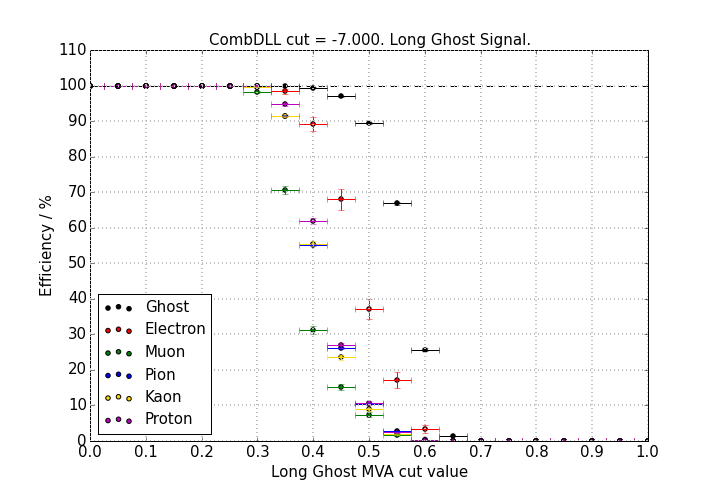 CombDLL cut = -7.000. Long Ghost Signal.
110
100
90
80
70
60
50
40
30
20
10
0
Efficiency / %
Ghost
Electron
Muon
Pion
Kaon
Proton
0.0 0.1 0.2 0.3 0.4 0.5 0.6 0.7 0.8 0.9 1.0
Long Ghost MVA cut value